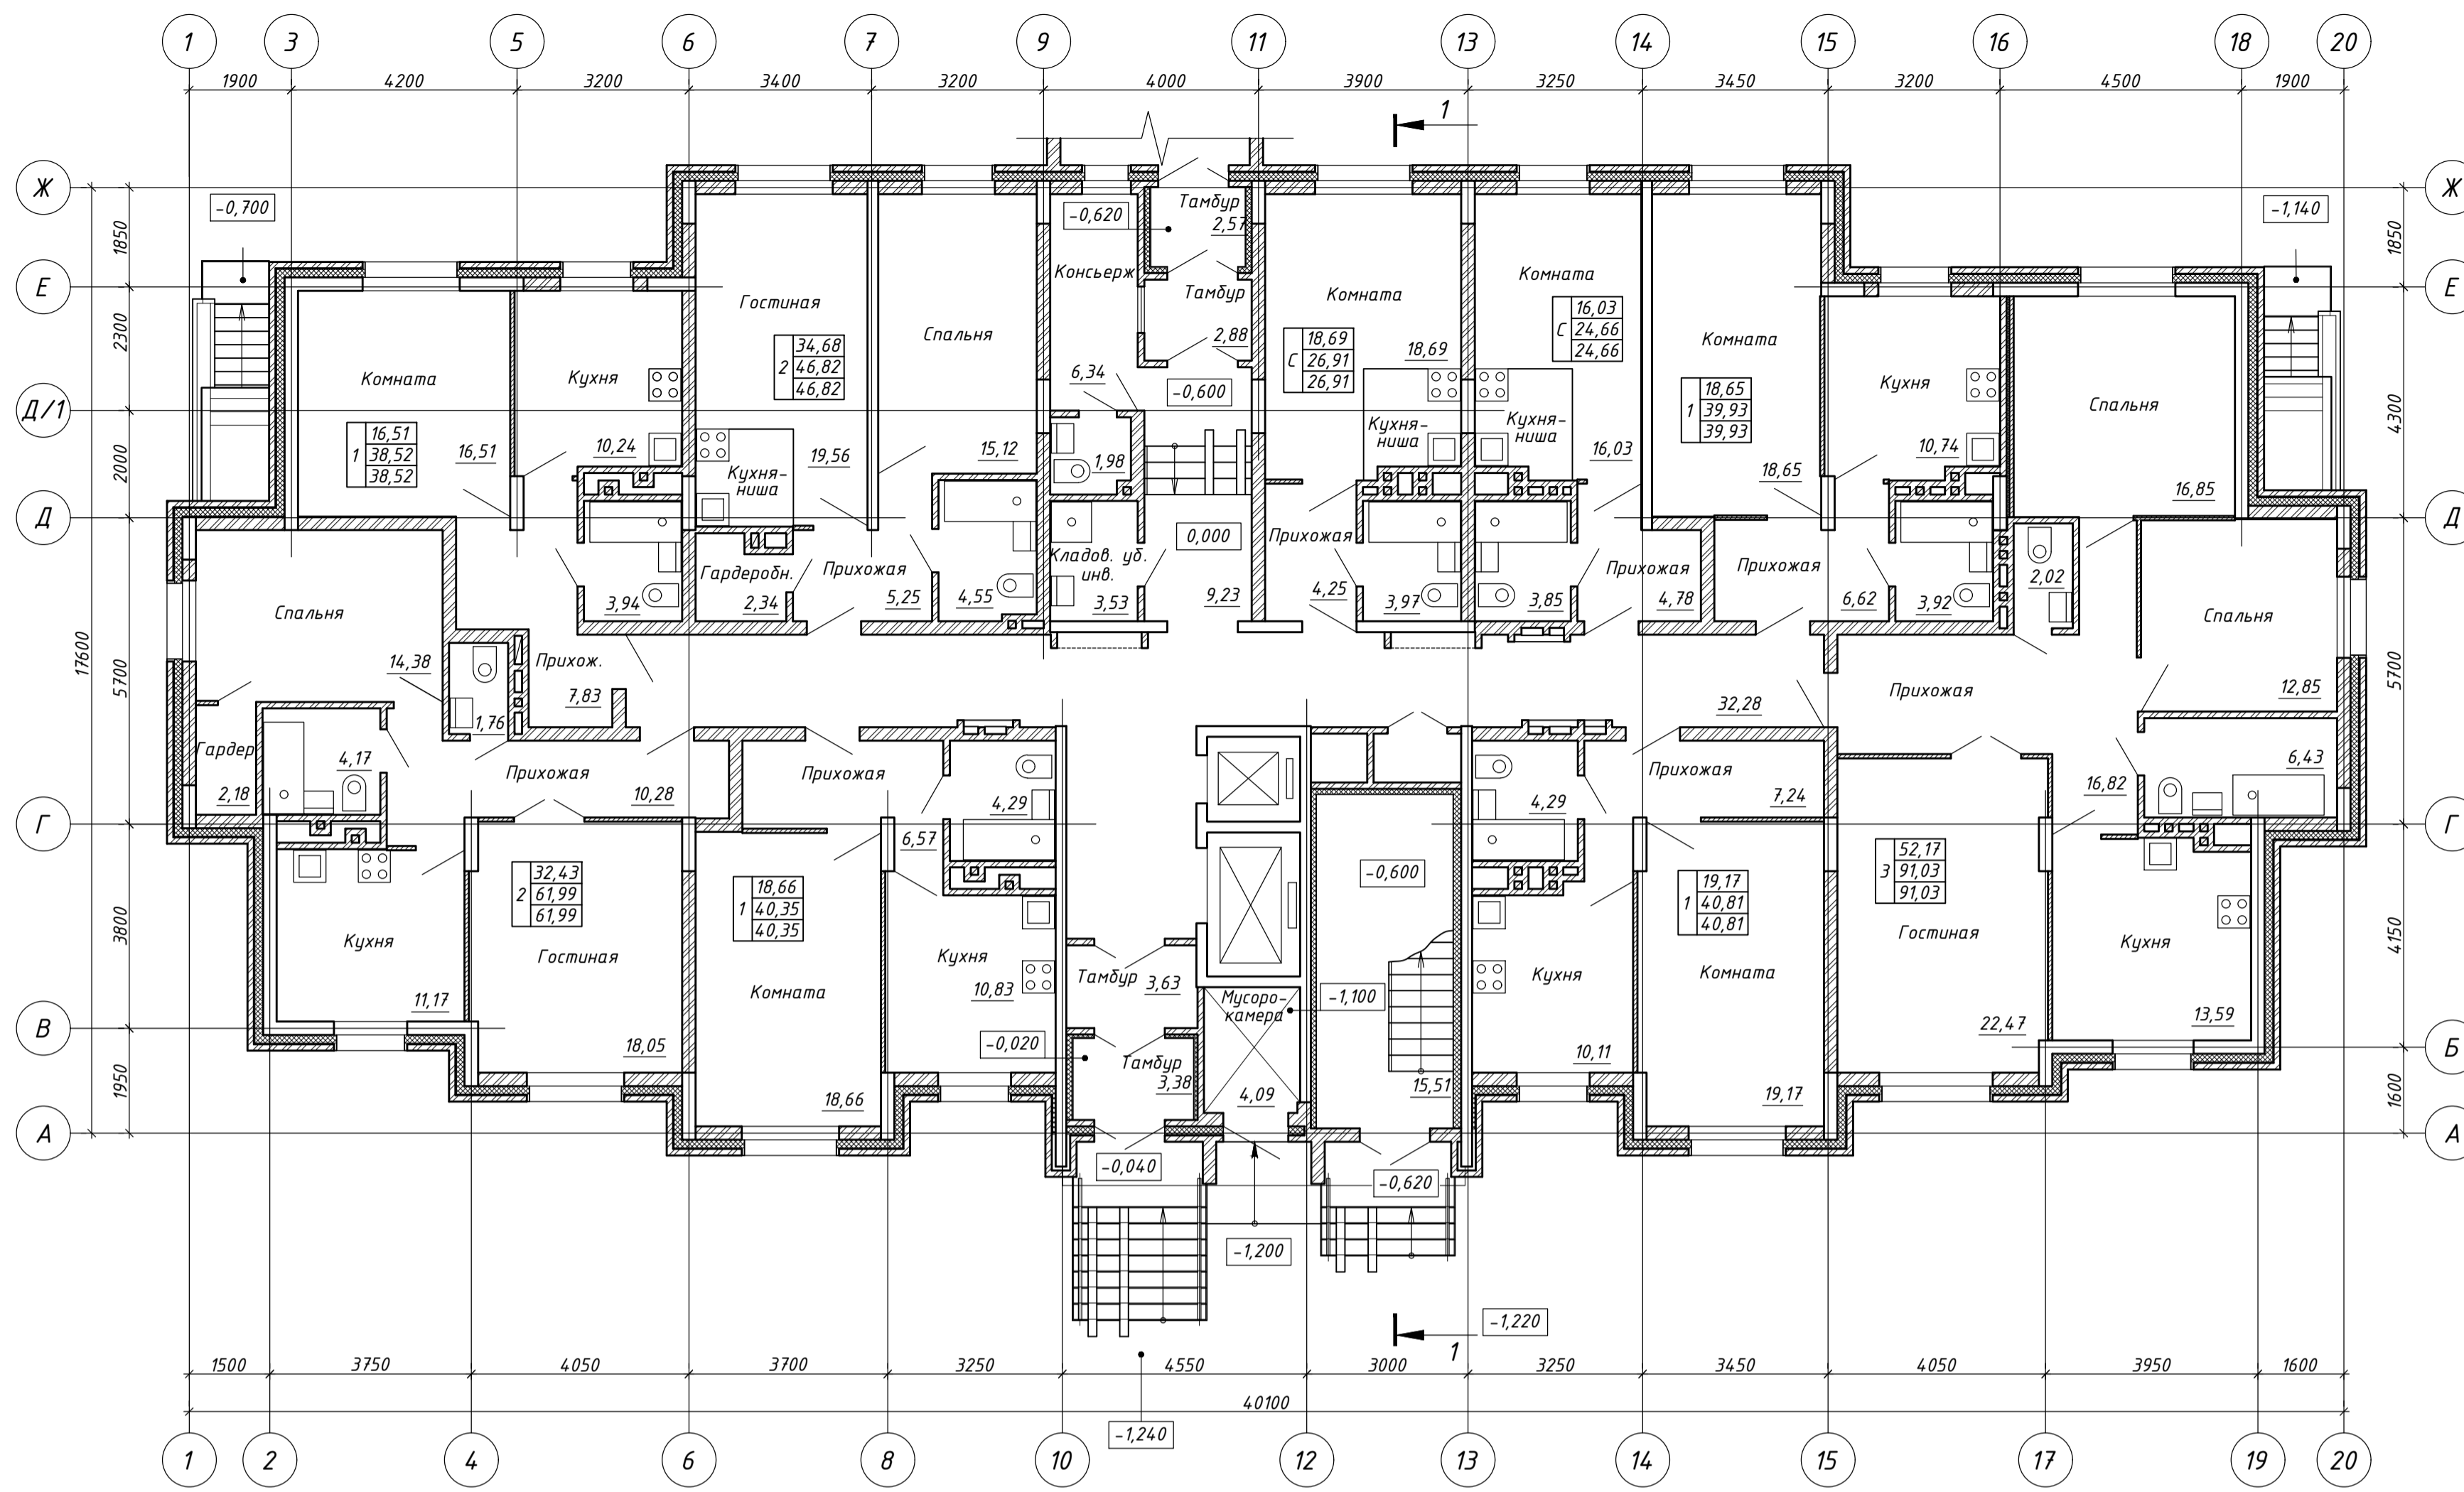 1 3 5 6 7 9 11 13 14 15 16 18 20
1900 4200 3200 3400 3200 4000 3900 3250 3450 3200 4500 1900
1
Ж Ж
-0,700 -0,620 Тамбур -1,140
2,57
1850 1850
Е Е
Консьерж
Комната
Гостиная Тамбур Комната
16,03
С 24,66
24,66
2300
34,68
2 46,82
46,82
Спальня
2,88
18,69
С 26,91
26,91
18,69
Комната
Комната Кухня 6,34 -0,600 Кухня
18,65
1 39,93
39,93
Спальня
4300
Д/1
16,51
1 38,52
38,52
16,51 10,24 19,56 15,12 1,98
Кухня-
ниша
Кухня-
ниша
Кухня-
ниша
16,03 18,65 10,74 16,85
2000
Д Д
0,000
Прихожая
Кладов. уб.
инв.
Гардеробн. Прихожая Прихожая Прихожая
2,02
Спальня 3,94 2,34 5,25 4,55 3,53 9,23 4,25 3,97 3,85 4,78 6,62 3,92 Спальня
17600
5700 5700
14,38 Прихож.
7,83
1,76
32,28 Прихожая 12,85
Гардер.
4,17
2,18
Прихожая
10,28
Прихожая
4,29 4,29
Прихожая
7,24
16,82 6,43
Г Г
6,57
-0,600
32,43
2 61,99
61,99
18,66
1 40,35
40,35
19,17
1 40,81
40,81
52,17
3 91,03
91,03
3800 4150
Кухня Гостиная Комната Кухня Тамбур 3,63 Кухня Комната Гостиная Кухня
10,83
Мусоро-
камера
-1,100
11,17 18,05 -0,020 Тамбур
3,38
10,11 22,47 13,59
В Б
18,66 4,09 15,51 19,17
1950 1600
А А
-0,040 -0,620
-1,200
-1,220
1
1500 3750 4050 3700 3250 4550 3000 3250 3450 4050 3950 1600
40100
-1,240
1 2 4 6 8 10 12 13 14 15 17 19 20